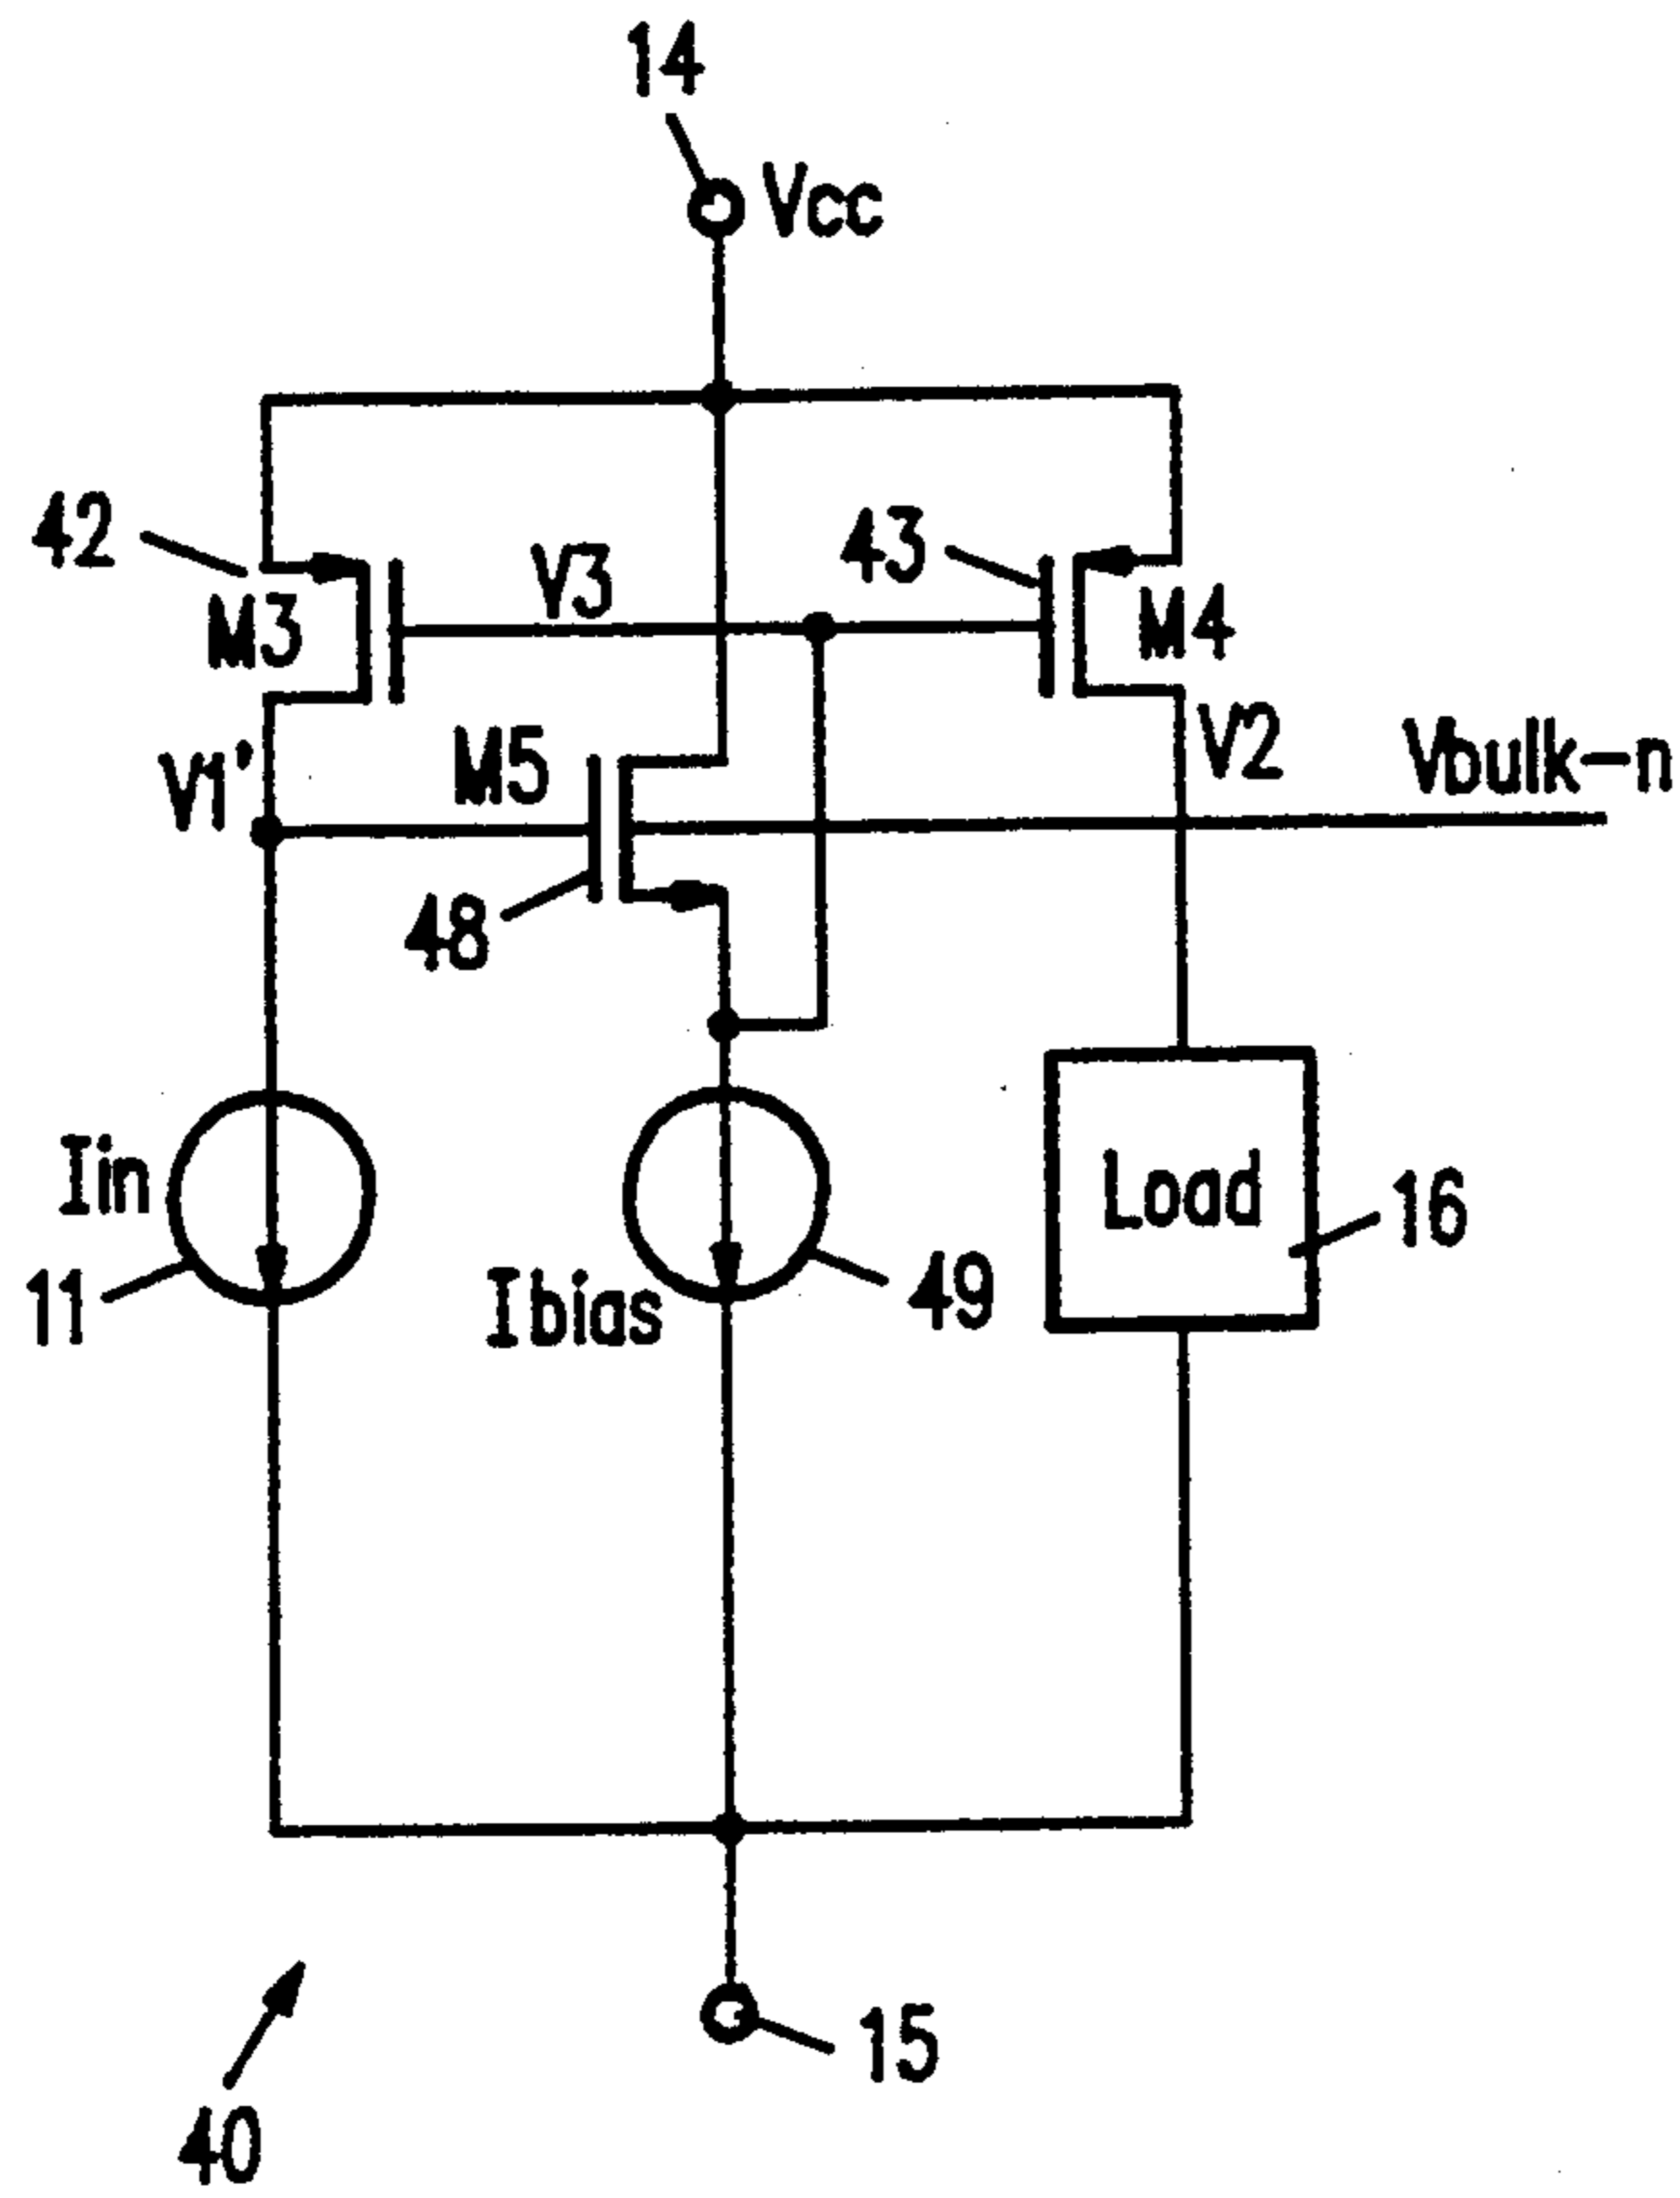 14
Vcc
42
M3
V3
43
M4
V1'
M5
V2
Vbulk-n
48
Iin
11
Ibias
49
Load
16
15
40